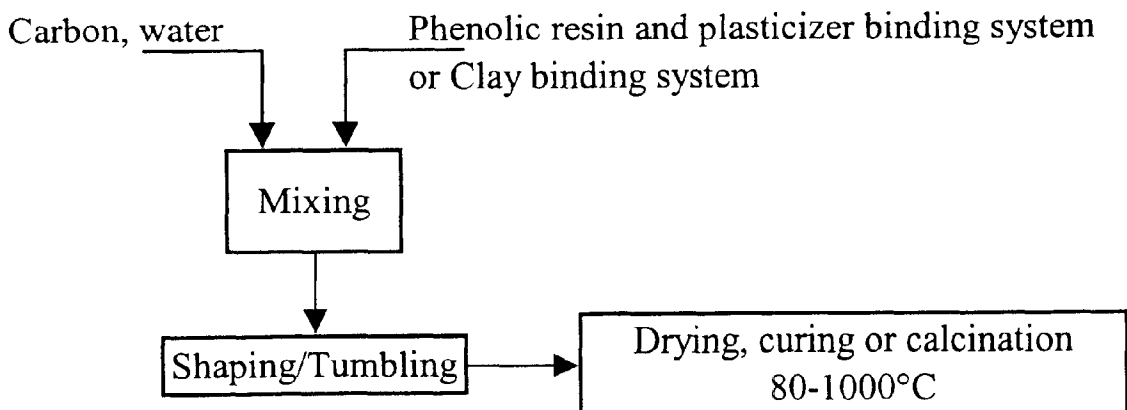 Carbon, water
Phenolic resin and plasticizer binding system
or Clay binding system
Mixing
Shaping/Tumbling
Drying, curing or calcination
80-1000°C